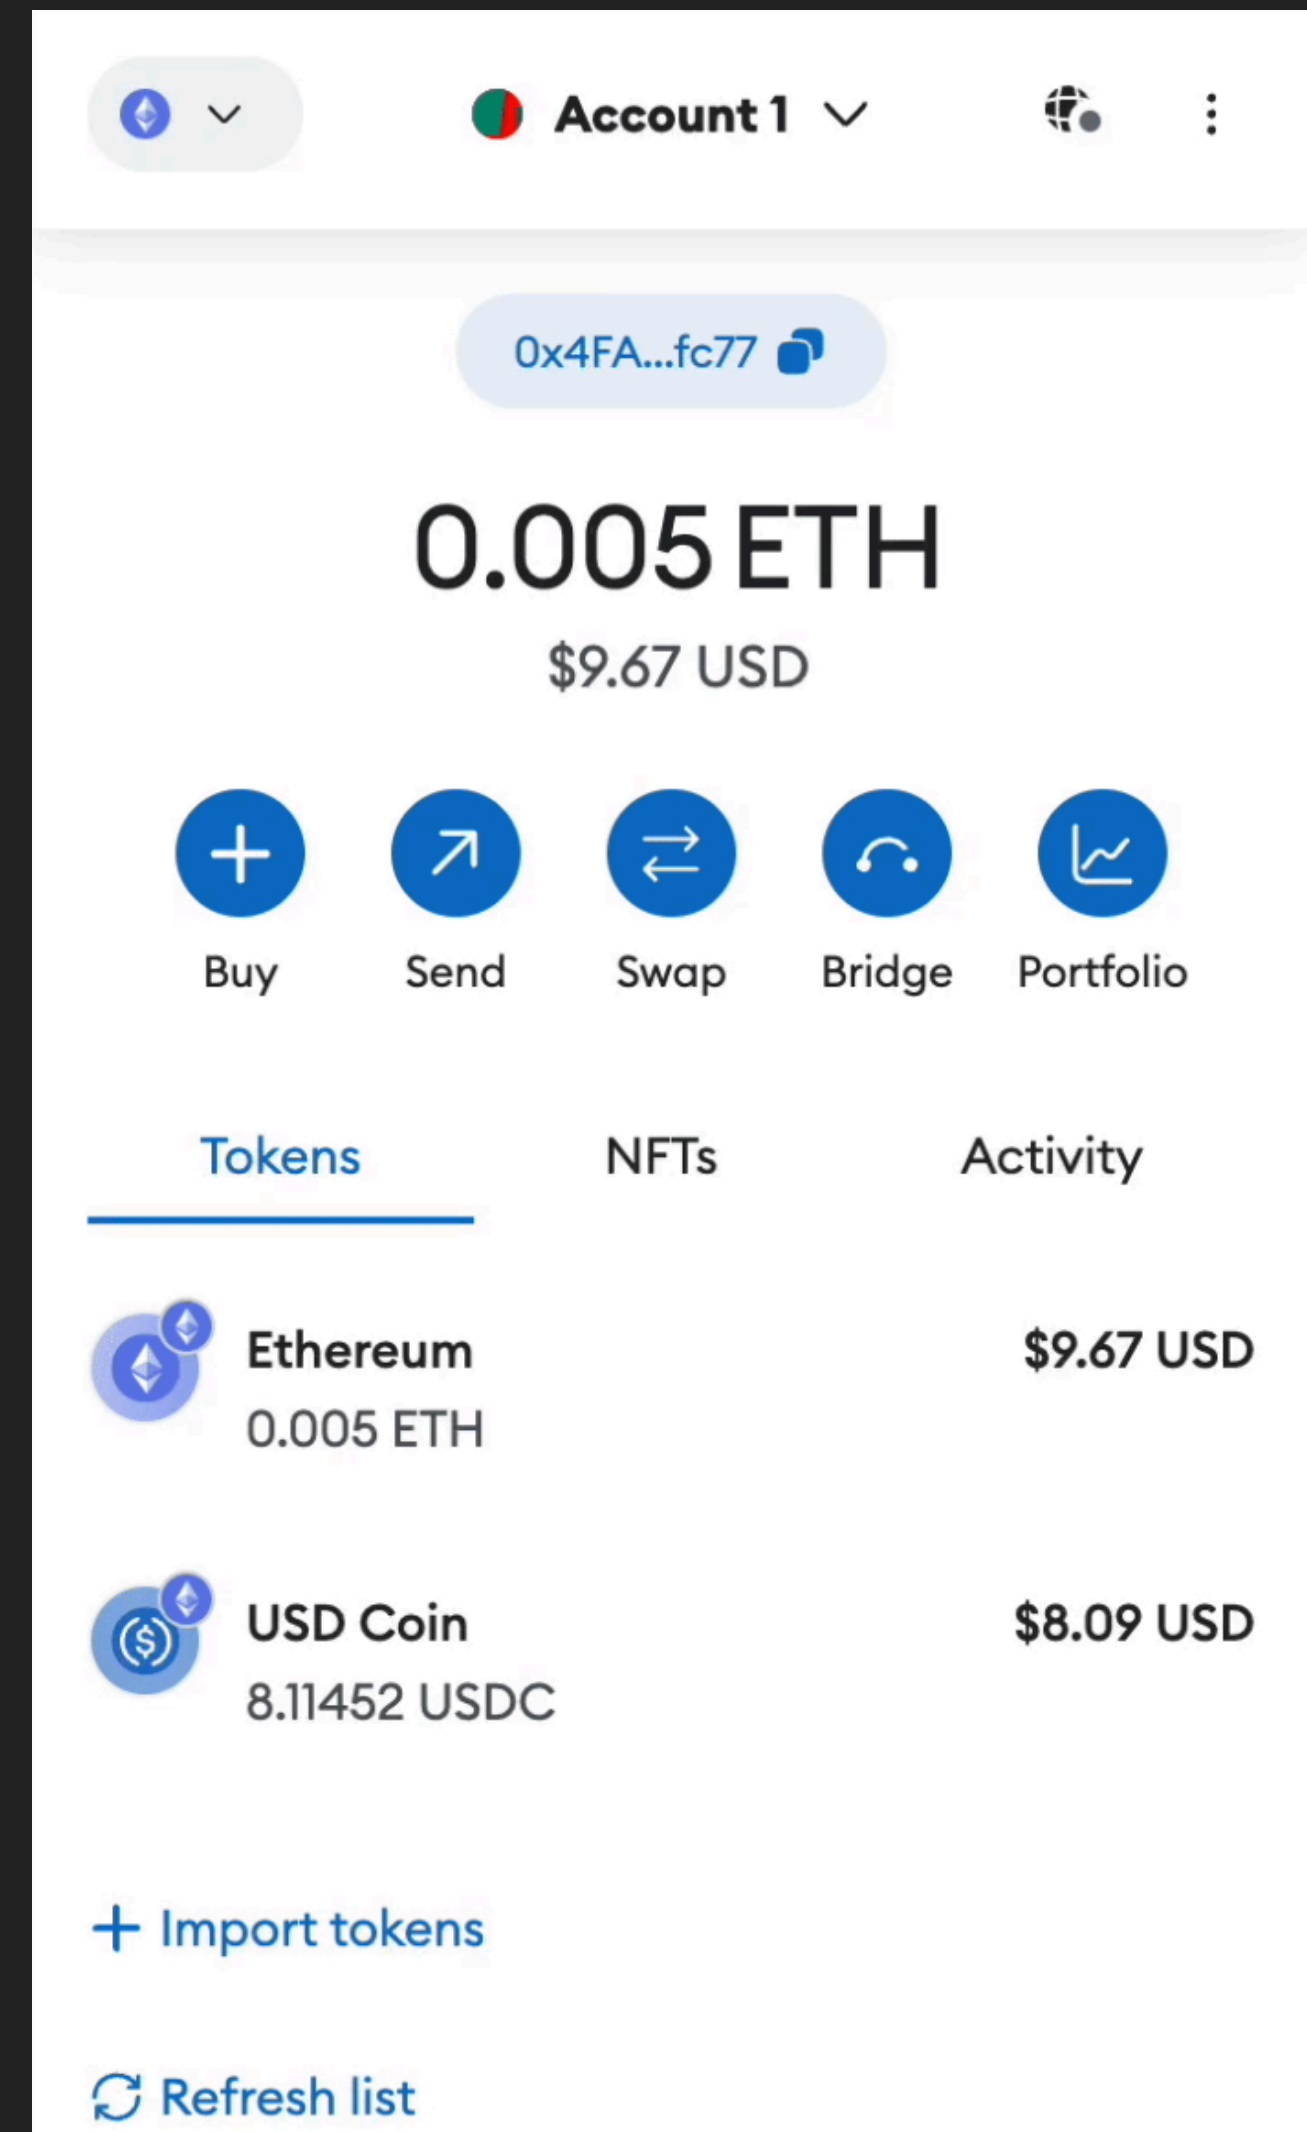 Account 1
0x4FA...fc77
0.005 ETH
$9.67 USD
Buy Send Swap Bridge Portfolio
Tokens NFTs Activity
Ethereum $9.67 USD
0.005 ETH
USD Coin $8.09 USD
8.11452 USDC
+ Import tokens
Refresh list